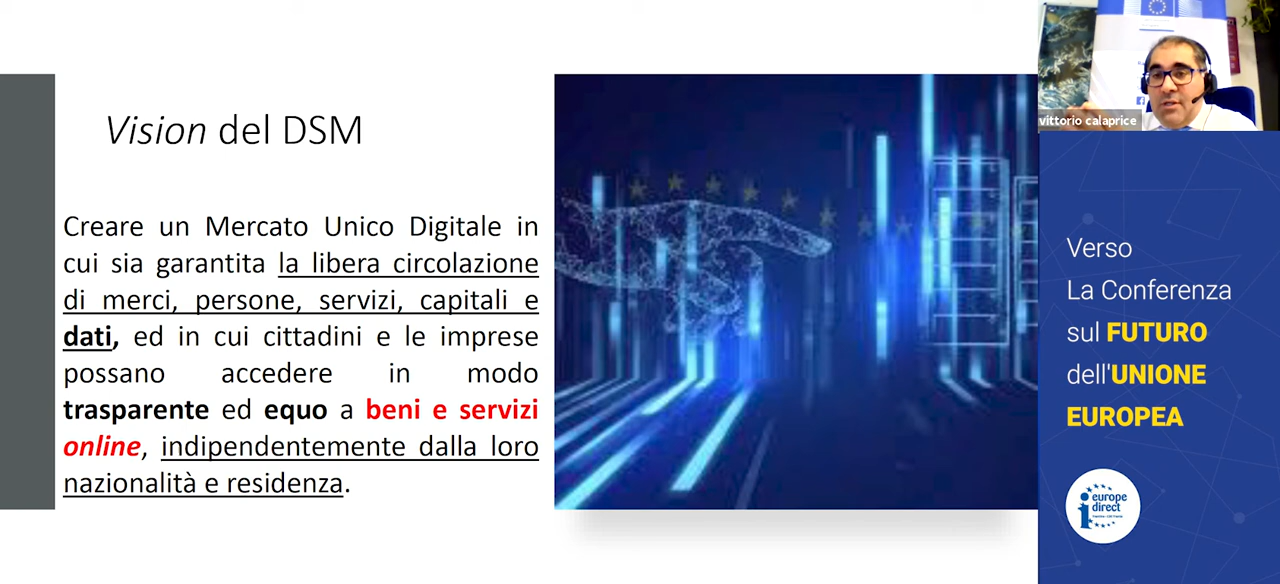 Vision del DSM
Creare un Mercato Unico Digitale in
cui sia garantita la libera circolazione
di merci, persone, servizi, capitali e
dati, ed in cui cittadini e le imprese
possano accedere in modo
trasparente ed equo a beni e servizi
online, indipendentemente dalla loro
nazionalità e residenza.
vittorio calaprice
Verso
La Conferenza
sul FUTURO
dell'UNIONE
EUROPEA
europe
direct